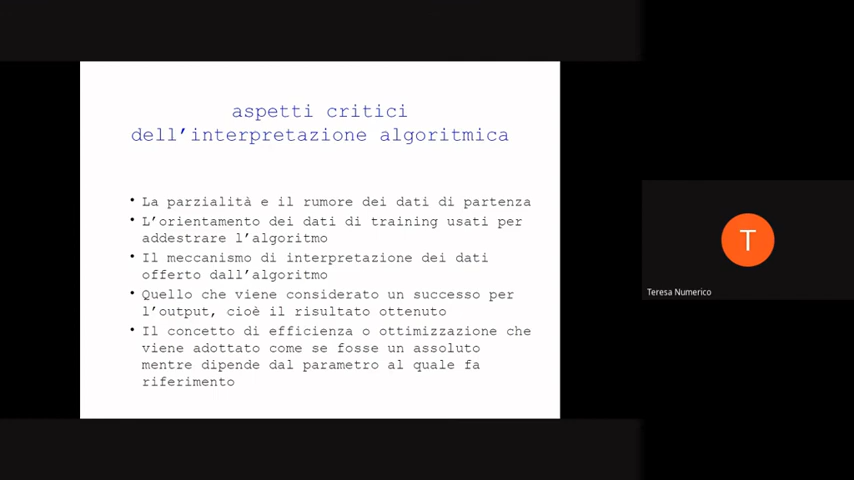 aspetti critici
dell’interpretazione algoritmica
• La parzialità e il rumore dei dati di partenza
• L’orientamento dei dati di training usati per
addestrare l’algoritmo
• Il meccanismo di interpretazione dei dati
offerto dall’algoritmo
• Quello che viene considerato un successo per
l’output, cioè il risultato ottenuto
• Il concetto di efficienza o ottimizzazione che
viene adottato come se fosse un assoluto
mentre dipende dal parametro al quale fa
riferimento
T
Teresa Numerico